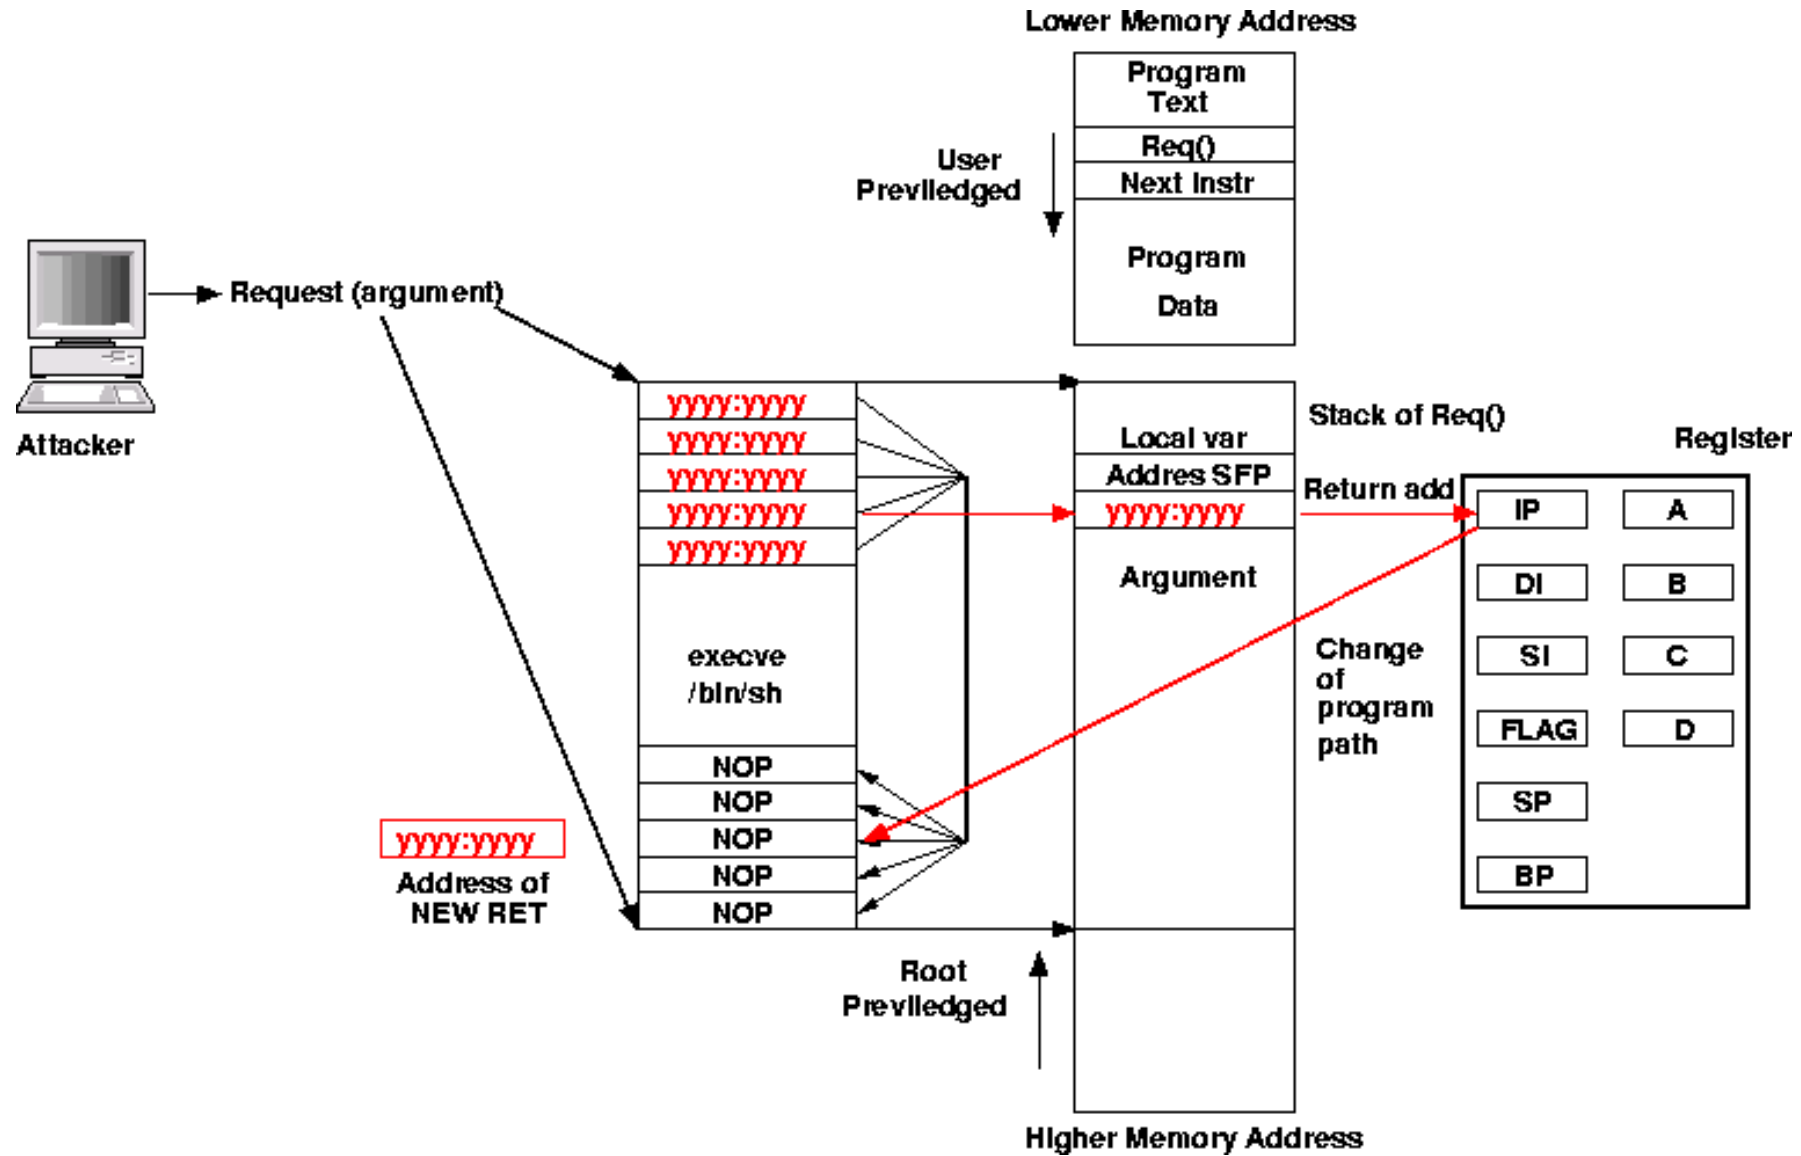 Lower Memory Address
Program
Text
Req()
Next Instr
User
Previledged
Program
Data
Request (argument)
Attacker
yyyy:yyyy
yyyy:yyyy
yyyy:yyyy
yyyy:yyyy
yyyy:yyyy
execve
/bin/sh
NOP
NOP
NOP
NOP
NOP
yyyy:yyyy
Address of
NEW RET
Local var
Addres SFP
yyyy:yyyy
Argument
Stack of Req()
Return add
Change
of
program
path
Register
IP A
DI B
SI C
FLAG D
SP
BP
Root
Previledged
Higher Memory Address